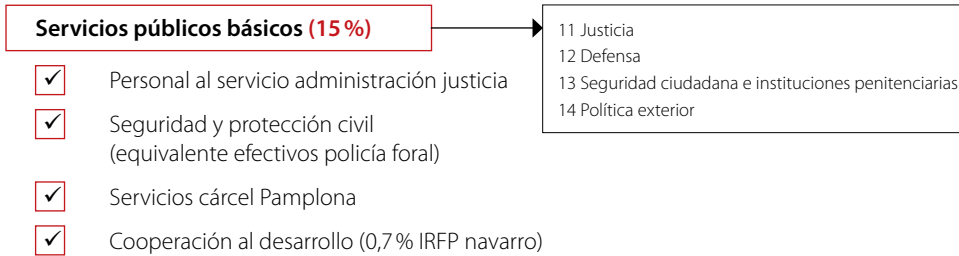 Servicios públicos básicos (15 %)
11 Justicia
12 Defensa
13 Seguridad ciudadana e instituciones penitenciarias
14 Política exterior
Personal al servicio administración justicia
Seguridad y protección civil
(equivalente efectivos policía foral)
Servicios cárcel Pamplona
Cooperación al desarrollo (0,7 % IRFP navarro)